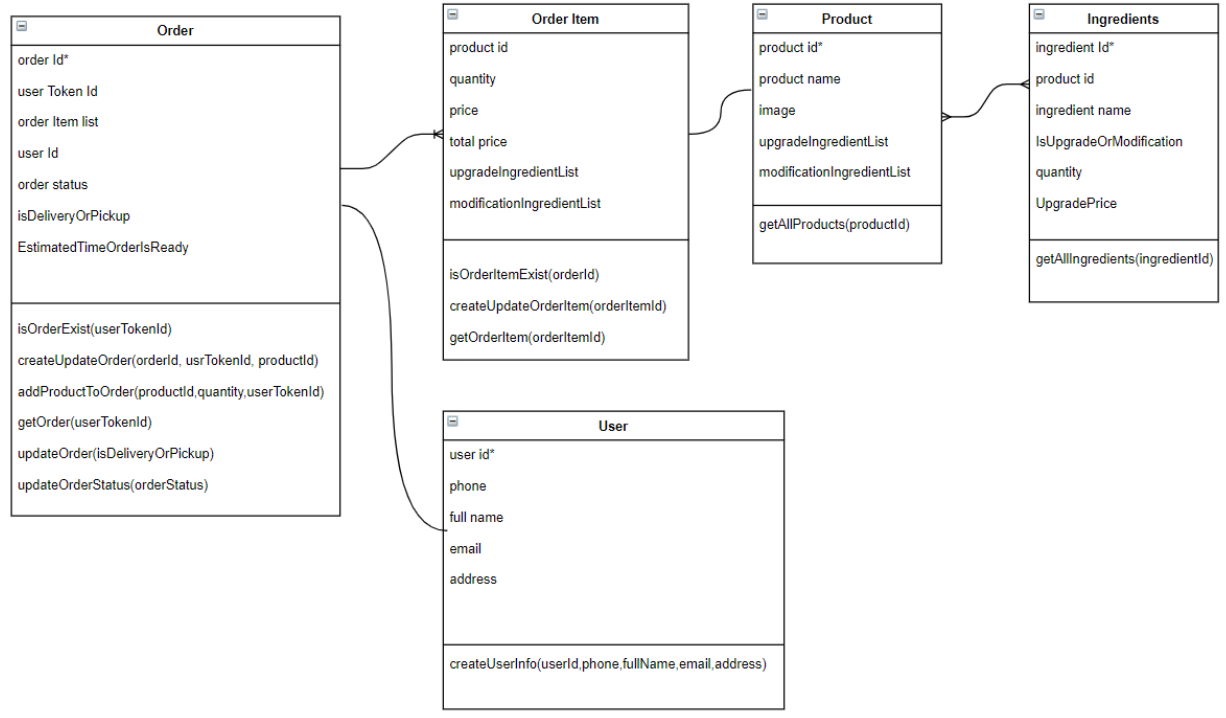 Order
order Id*
user Token Id
order Item list
user Id
order status
isDeliveryOrPickup
EstimatedTimeOrderIsReady
isOrderExist(userTokenId)
createUpdateOrder(orderId, usrTokenId, productId)
addProductToOrder(productId,quantity,userTokenId)
getOrder(userTokenId)
updateOrder(isDeliveryOrPickup)
updateOrderStatus(orderStatus)
Order Item
product id
quantity
price
total price
upgradeIngredientList
modificationIngredientList
isOrderItemExist(orderId)
createUpdateOrderItem(orderItemId)
getOrderItem(orderItemId)
Product
product id*
product name
image
upgradeIngredientList
modificationIngredientList
getAllProducts(productId)
Ingredients
ingredient Id*
product id
ingredient name
IsUpgradeOrModification
quantity
UpgradePrice
getAllIngredients(ingredientId)
User
user id*
phone
full name
email
address
createUserInfo(userId,phone,fullName,email,address)